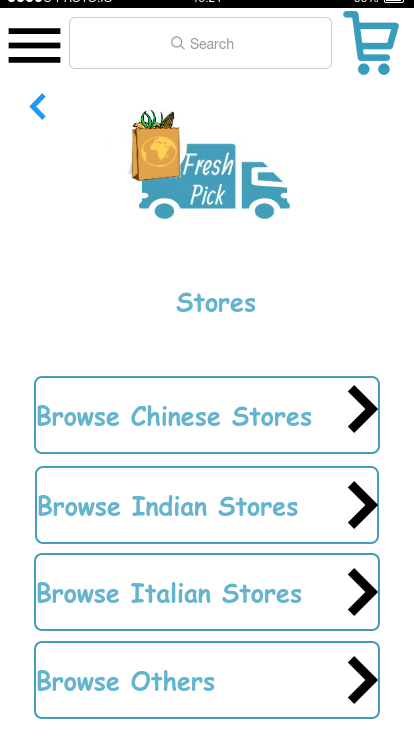 Search
Fresh
Pick
Stores
Browse Chinese Stores
Browse Indian Stores
Browse Italian Stores
Browse Others